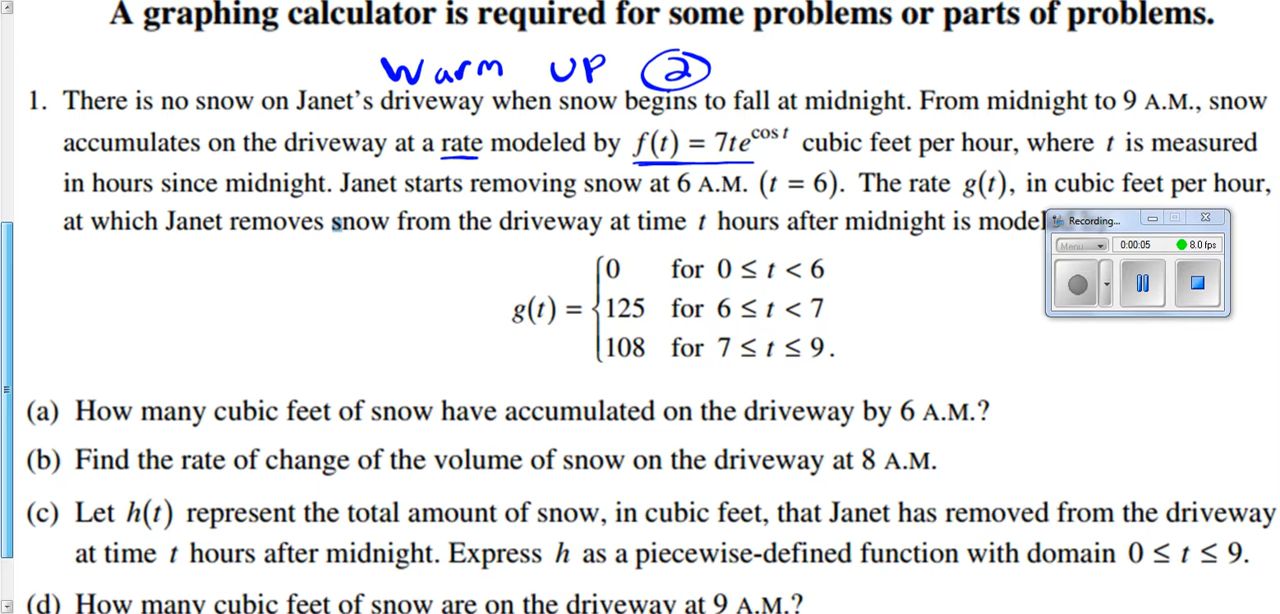 A graphing calculator is required for some problems or parts of problems.
Warm UP 2
1. There is no snow on Janet's driveway when snow begins to fall at midnight. From midnight to 9 A.M., snow
accumulates on the driveway at a rate modeled by f(t) = 7te^cos t cubic feet per hour, where t is measured
in hours since midnight. Janet starts removing snow at 6 A.M. (t = 6). The rate g(t), in cubic feet per hour,
at which Janet removes snow from the driveway at time t hours after midnight is
Recording...
Menu 0:00:05 8.0 fps
0 for 0 ≤ t < 6
g(t) = { 125 for 6 ≤ t < 7
108 for 7 ≤ t ≤ 9.
(a) How many cubic feet of snow have accumulated on the driveway by 6 A.M.?
(b) Find the rate of change of the volume of snow on the driveway at 8 A.M.
(c) Let h(t) represent the total amount of snow, in cubic feet, that Janet has removed from the driveway
at time t hours after midnight. Express h as a piecewise-defined function with domain 0 ≤ t ≤ 9.
(d) How many cubic feet of snow are on the driveway at 9 A.M.?